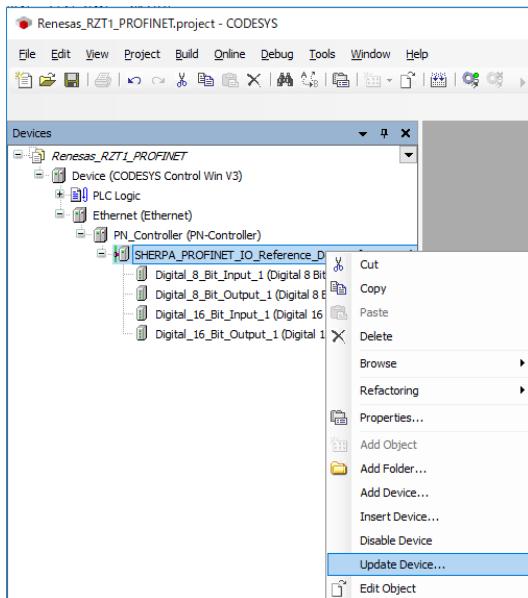 Renesas_RZT1_PROFINET.project - CODESYS
File Edit View Project Build Online Debug Tools Window Help
Devices
Renesas_RZT1_PROFINET
Device (CODESYS Control Win V3)
PLC Logic
Ethernet (Ethernet)
PN_Controller (PN-Controller)
SHERPA_PROFINET_IO_Reference_D
Digital_8_Bit_Input_1 (Digital 8 Bit
Digital_8_Bit_Output_1 (Digital 8 B
Digital_16_Bit_Input_1 (Digital 16
Digital_16_Bit_Output_1 (Digital 1
Cut
Copy
Paste
Delete
Browse
Refactoring
Properties...
Add Object
Add Folder...
Add Device...
Insert Device...
Disable Device
Update Device...
Edit Object